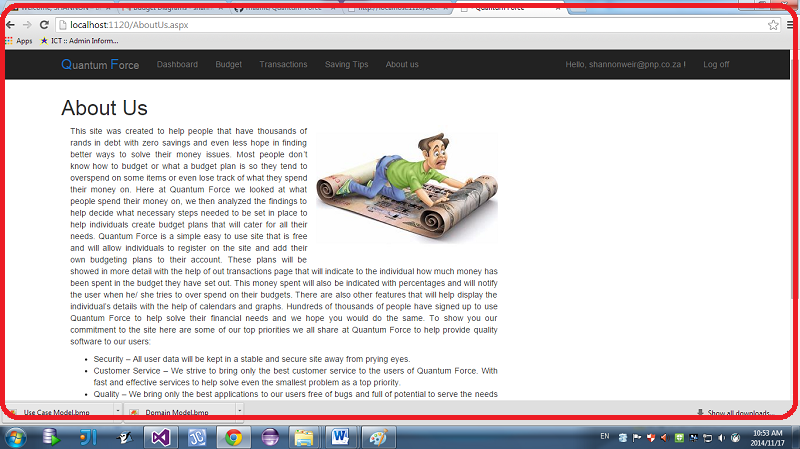 localhost:1120/AboutUs.aspx
Apps ICT :: Admin Inform...
Quantum Force Dashboard Budget Transactions Saving Tips About us Hello, shannonweir@pnp.co.za ! Log off
About Us
This site was created to help people that have thousands of
rands in debt with zero savings and even less hope in finding
better ways to solve their money issues. Most people don't
know how to budget or what a budget plan is so they tend to
overspend on some items or even lose track of what they spend
their money on. Here at Quantum Force we looked at what
people spend their money on, we then analyzed the findings to
help decide what necessary steps needed to be set in place to
help individuals create budget plans that will cater for all their
needs. Quantum Force is a simple easy to use site that is free
and will allow individuals to register on the site and add their
own budgeting plans to their account. These plans will be
showed in more detail with the help of out transactions page that will indicate to the individual how much money has
been spent in the budget they have set out. This money spent will also be indicated with percentages and will notify
the user when he/ she tries to over spend on their budgets. There are also other features that will help display the
individual's details with the help of calendars and graphs. Hundreds of thousands of people have signed up to use
Quantum Force to help solve their financial needs and we hope you would do the same. To show you our
commitment to the site here are some of our top priorities we all share at Quantum Force to help provide quality
software to our users:
• Security – All user data will be kept in a stable and secure site away from prying eyes.
• Customer Service – We strive to bring only the best customer service to the users of Quantum Force. With
fast and effective services to help solve even the smallest problem as a top priority.
• Quality – We bring only the best applications to our users free of bugs and full of potential to serve the needs
Use Case Model.bmp Domain Model.bmp Show all downloads...
EN 10:53 AM
2014/11/17